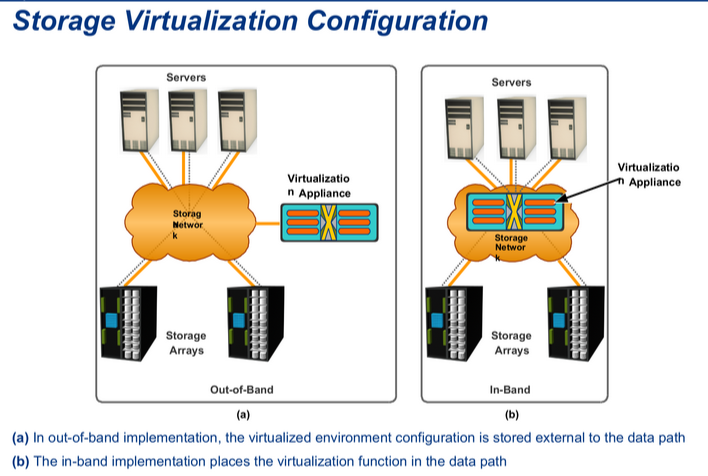 Storage Virtualization Configuration
Servers
Virtualizatio
n Appliance
Storag
Networ
k
Storage
Arrays
Out-of-Band
(a)
Servers
Virtualizatio
n Appliance
Storage
Networ
k
Storage
Arrays
In-Band
(b)
(a) In out-of-band implementation, the virtualized environment configuration is stored external to the data path
(b) The in-band implementation places the virtualization function in the data path